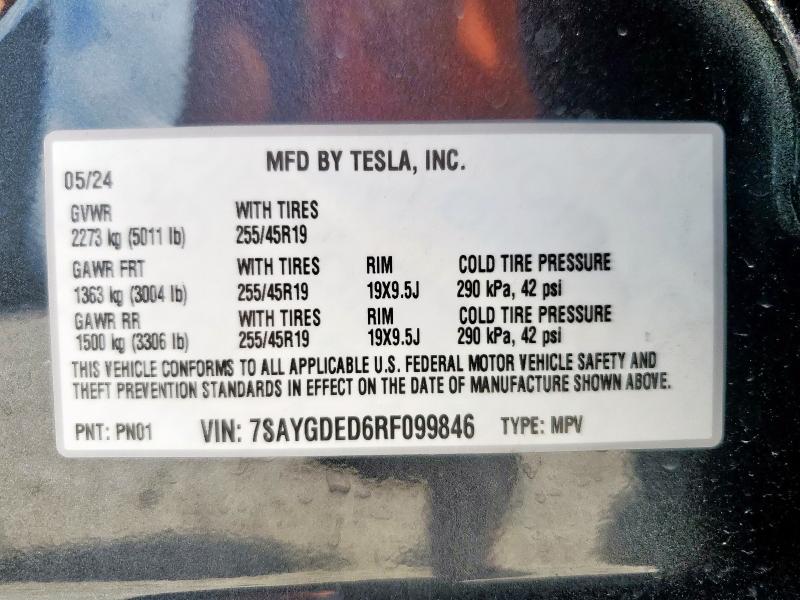 MFD BY TESLA, INC.
05/24
GVWR WITH TIRES
2273 kg (5011 lb) 255/45R19
GAWR FRT WITH TIRES RIM COLD TIRE PRESSURE
1363 kg (3004 lb) 255/45R19 19X9.5J 290 kPa, 42 psi
GAWR RR WITH TIRES RIM COLD TIRE PRESSURE
1500 kg (3306 lb) 255/45R19 19X9.5J 290 kPa, 42 psi
THIS VEHICLE CONFORMS TO ALL APPLICABLE U.S. FEDERAL MOTOR VEHICLE SAFETY AND
THEFT PREVENTION STANDARDS IN EFFECT ON THE DATE OF MANUFACTURE SHOWN ABOVE.
PNT: PN01 VIN: 7SAYGDED6RF099846 TYPE: MPV